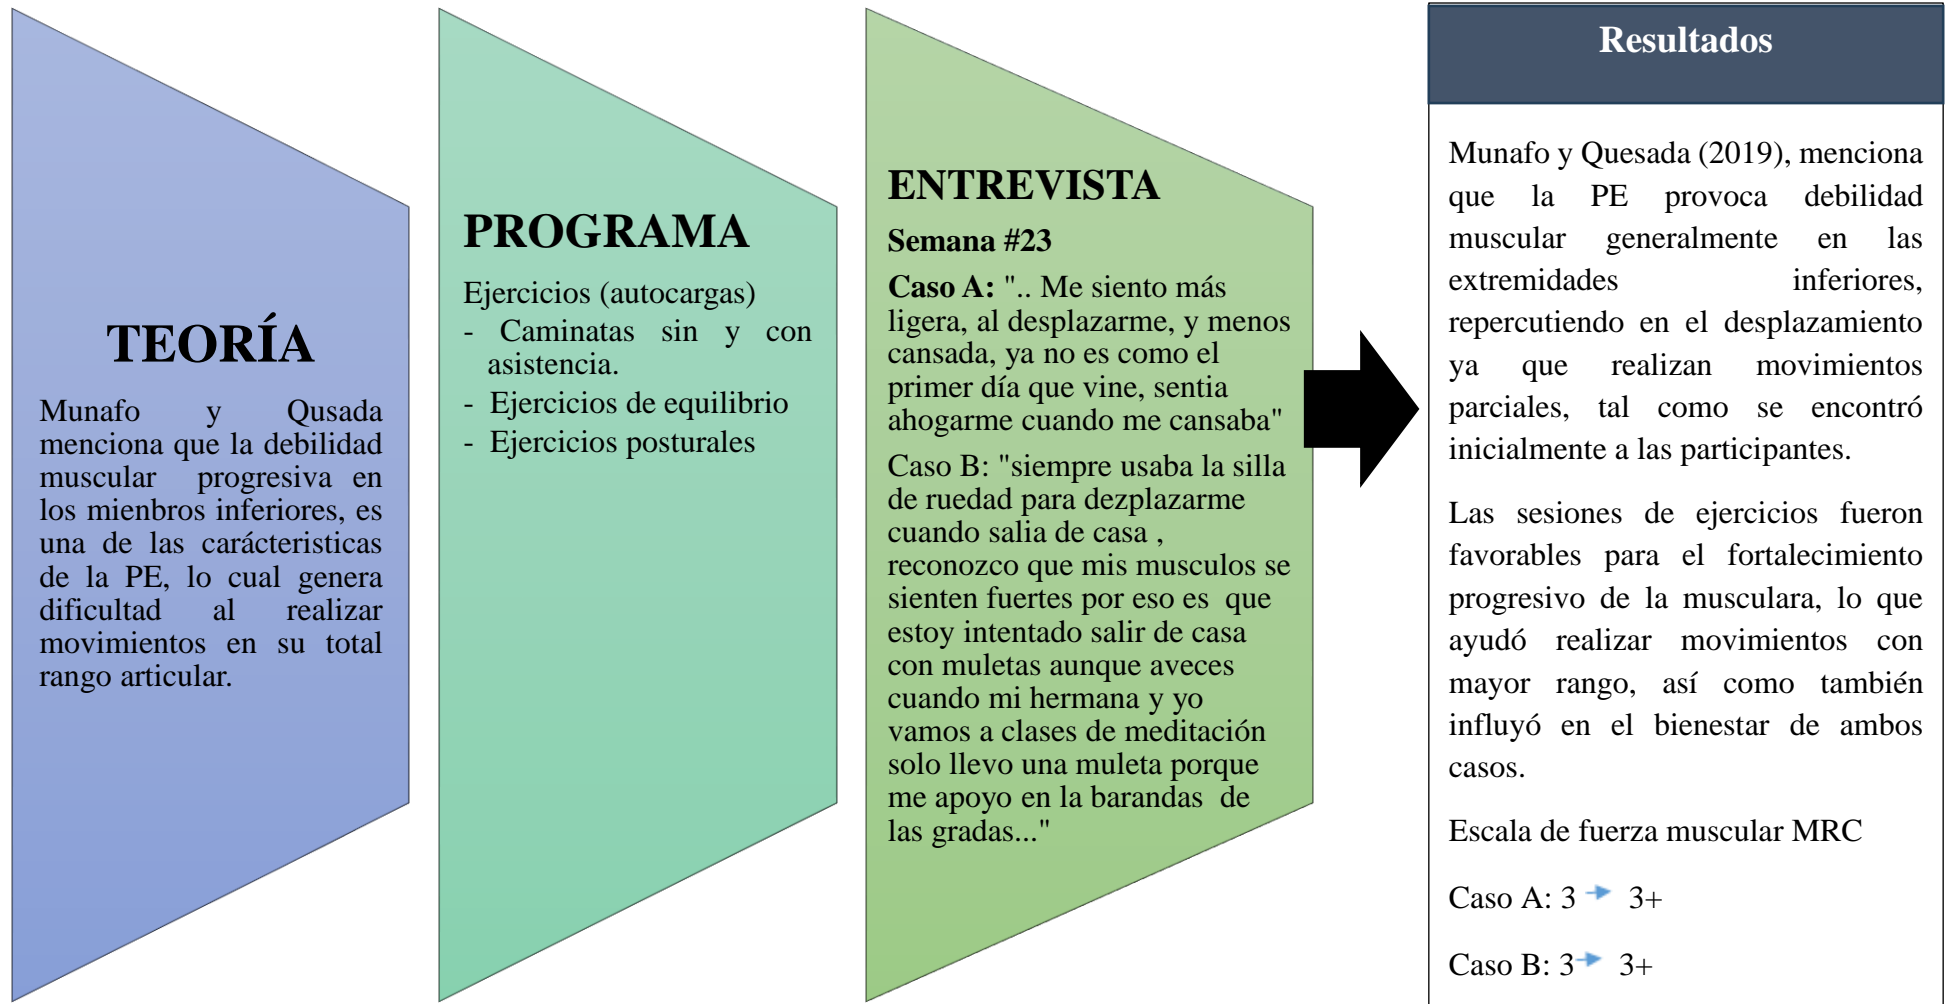 TEORÍA
Munafo y Qusada
menciona que la debilidad
muscular progresiva en
los mienbros inferiores, es
una de las carácteristicas
de la PE, lo cual genera
dificultad al realizar
movimientos en su total
rango articular.
PROGRAMA
Ejercicios (autocargas)
- Caminatas sin y con
asistencia.
- Ejercicios de equilibrio
- Ejercicios posturales
ENTREVISTA
Semana #23
Caso A: ".. Me siento más
ligera, al desplazarme, y menos
cansada, ya no es como el
primer día que vine, sentia
ahogarme cuando me cansaba"
Caso B: "siempre usaba la silla
de ruedad para dezplazarme
cuando salia de casa ,
reconozco que mis musculos se
sienten fuertes por eso es que
estoy intentado salir de casa
con muletas aunque aveces
cuando mi hermana y yo
vamos a clases de meditación
solo llevo una muleta porque
me apoyo en la barandas de
las gradas..."
Resultados
Munafo y Quesada (2019), menciona
que la PE provoca debilidad
muscular generalmente en las
extremidades inferiores,
repercutiendo en el desplazamiento
ya que realizan movimientos
parciales, tal como se encontró
inicialmente a las participantes.
Las sesiones de ejercicios fueron
favorables para el fortalecimiento
progresivo de la musculara, lo que
ayudó realizar movimientos con
mayor rango, así como también
influyó en el bienestar de ambos
casos.
Escala de fuerza muscular MRC
Caso A: 3 → 3+
Caso B: 3 → 3+